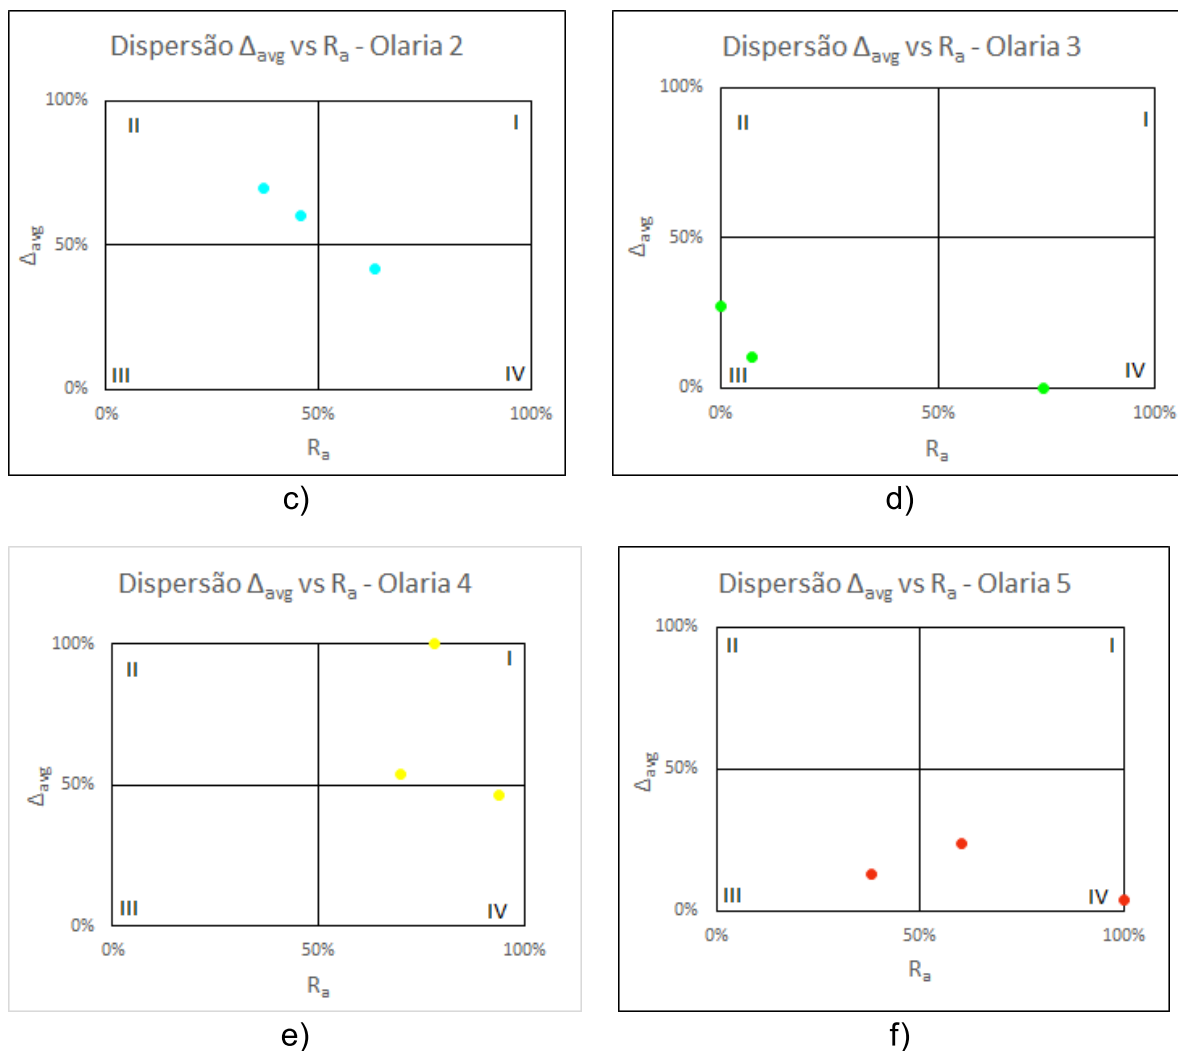 Dispersão Δavg vs Ra - Olaria 2
100%
II
I
Δavg
50%
III
IV
0%
0%
50%
100%
Ra
c)
Dispersão Δavg vs Ra - Olaria 3
100%
II
I
Δavg
50%
III
IV
0%
0%
50%
100%
Ra
d)
Dispersão Δavg vs Ra - Olaria 4
100%
II
I
Δavg
50%
III
IV
0%
0%
50%
100%
Ra
e)
Dispersão Δavg vs Ra - Olaria 5
100%
II
I
Δavg
50%
III
IV
0%
0%
50%
100%
Ra
f)